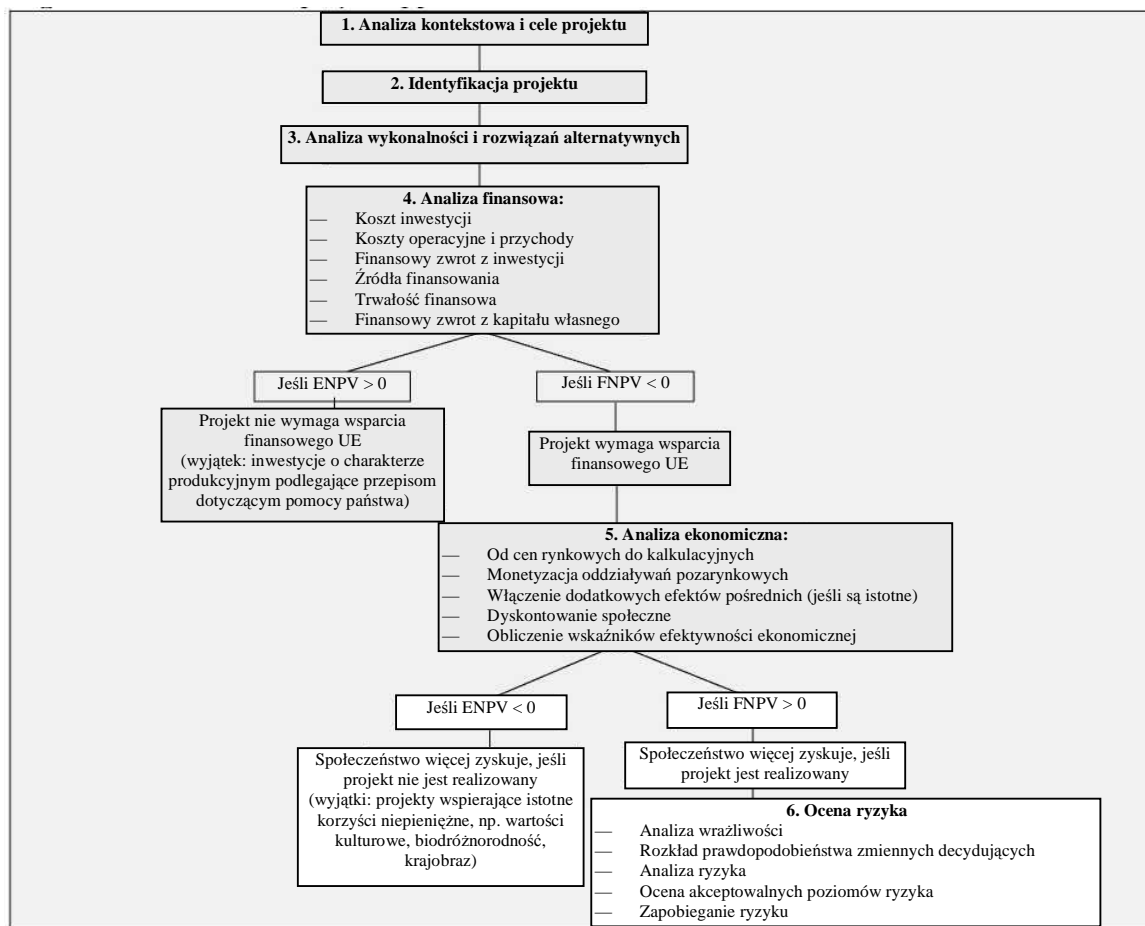 1. Analiza kontekstowa i cele projektu
2. Identyfikacja projektu
3. Analiza wykonalności i rozwiązań alternatywnych
4. Analiza finansowa:
— Koszt inwestycji
— Koszty operacyjne i przychody
— Finansowy zwrot z inwestycji
— Źródła finansowania
— Trwałość finansowa
— Finansowy zwrot z kapitału własnego
Jeśli ENPV > 0
Jeśli FNPV < 0
Projekt nie wymaga wsparcia
finansowego UE
(wyjątek: inwestycje o charakterze
produkcyjnym podlegające przepisom
dotyczącym pomocy państwa)
Projekt wymaga wsparcia
finansowego UE
5. Analiza ekonomiczna:
— Od cen rynkowych do kalkulacyjnych
— Monetyzacja oddziaływań pozarynkowych
— Włączenie dodatkowych efektów pośrednich (jeśli są istotne)
— Dyskontowanie społeczne
— Obliczenie wskaźników efektywności ekonomicznej
Jeśli ENPV < 0
Jeśli FNPV > 0
Społeczeństwo więcej zyskuje, jeśli
projekt nie jest realizowany
(wyjątki: projekty wspierające istotne
korzyści niepieniężne, np. wartości
kulturowe, biodróżnorodność,
krajobraz)
Społeczeństwo więcej zyskuje, jeśli
projekt jest realizowany
6. Ocena ryzyka
— Analiza wrażliwości
— Rozkład prawdopodobieństwa zmiennych decydujących
— Analiza ryzyka
— Ocena akceptowalnych poziomów ryzyka
— Zapobieganie ryzyku